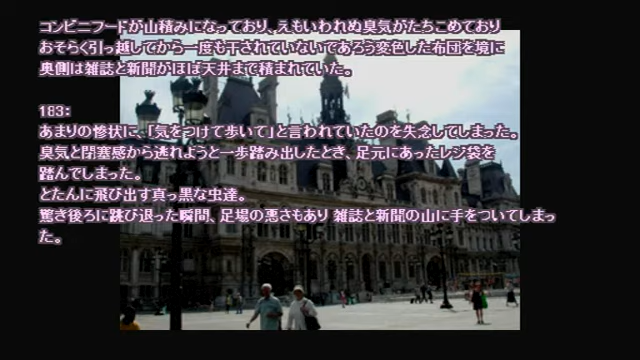 コンビニフードが山積みになっており、えもいわれぬ臭気がたちこめており
おそらく引っ越してから一度も干されていないであろう変色した布団を境に
奥側は雑誌と新聞がほぼ天井まで積まれていた。
183:
あまりの惨状に、「気をつけて歩いて」と言われていたのを失念してしまった。
臭気と閉塞感から逃れようと一歩踏み出したとき、足元にあったレジ袋を
踏んでしまった。
とたんに飛び出す真っ黒な虫達。
驚き後ろに跳び退った瞬間、足場の悪さもあり 雑誌と新聞の山に手をついてしまっ
た。